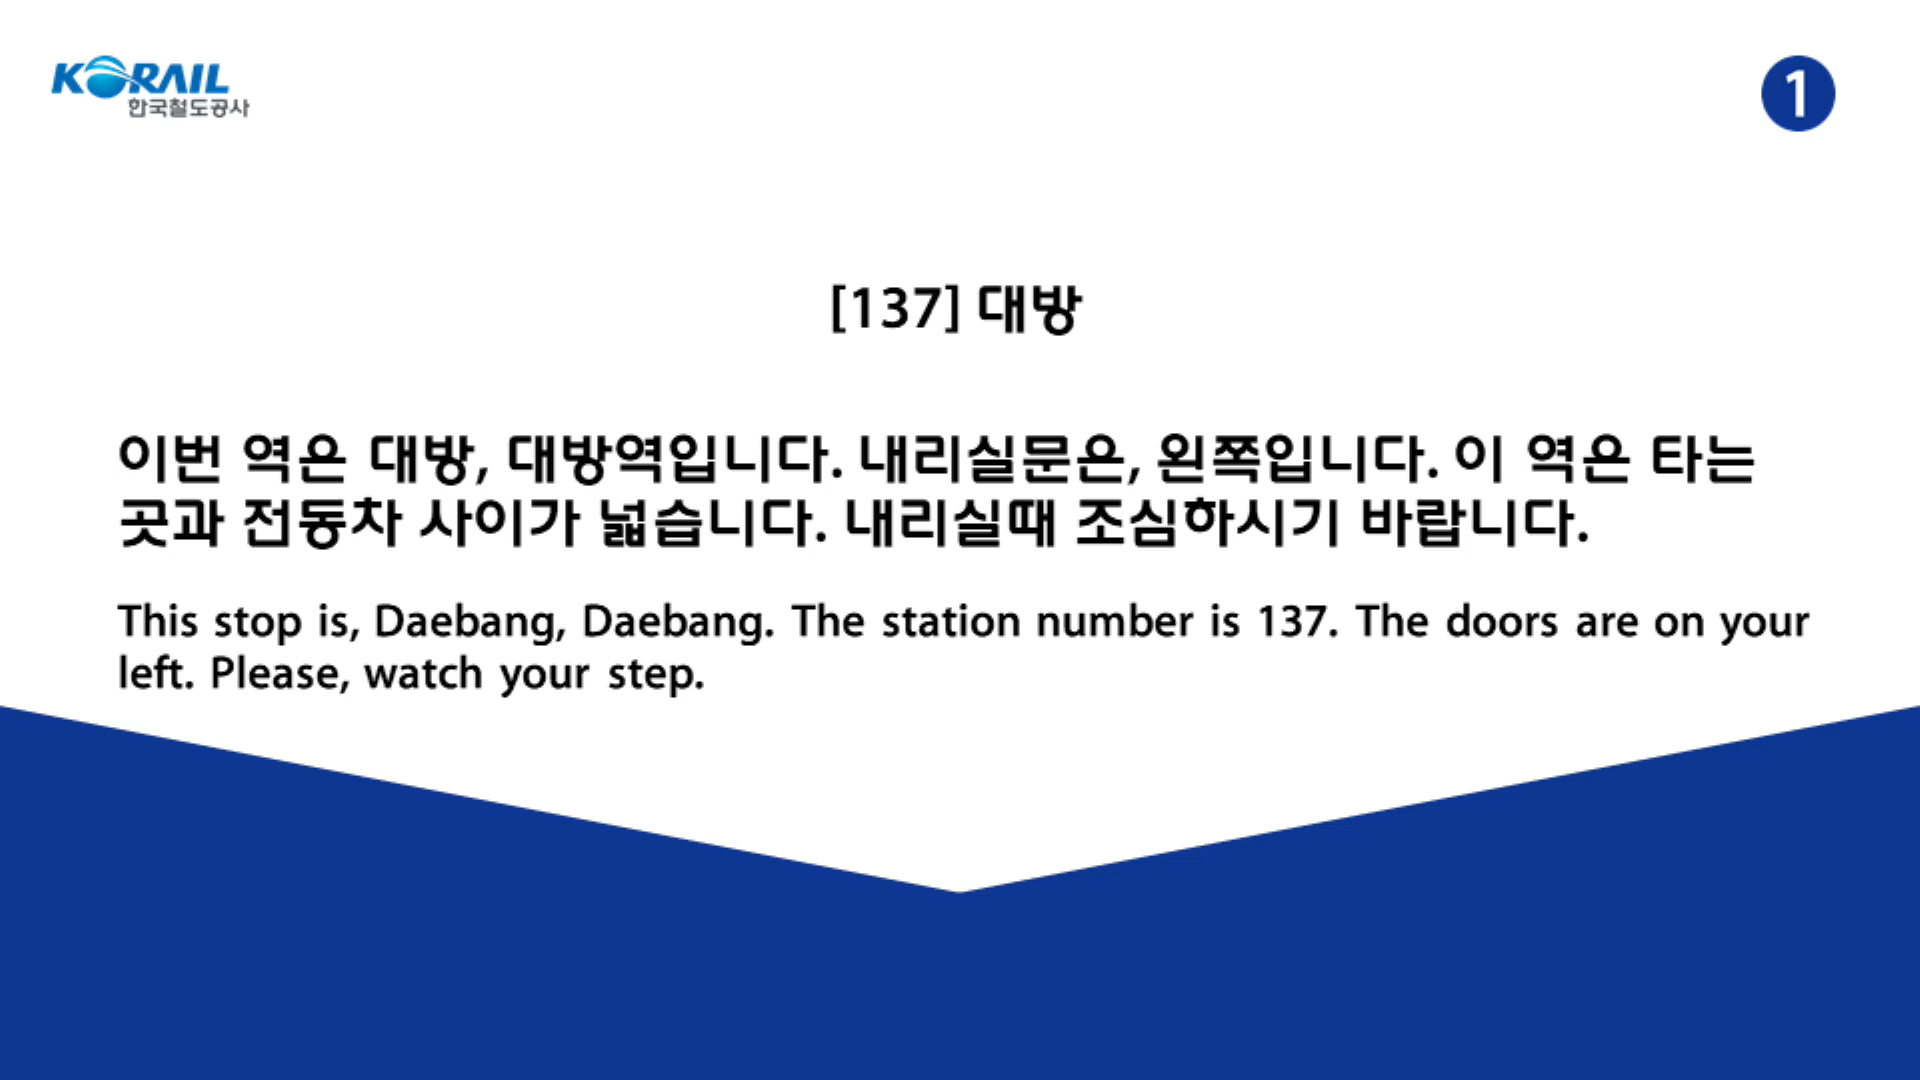 KORAIL
한국철도공사
1
[137] 대방
이번 역은 대방, 대방역입니다. 내리실문은, 왼쪽입니다. 이 역은 타는
곳과 전동차 사이가 넓습니다. 내리실때 조심하시기 바랍니다.
This stop is, Daebang, Daebang. The station number is 137. The doors are on your
left. Please, watch your step.